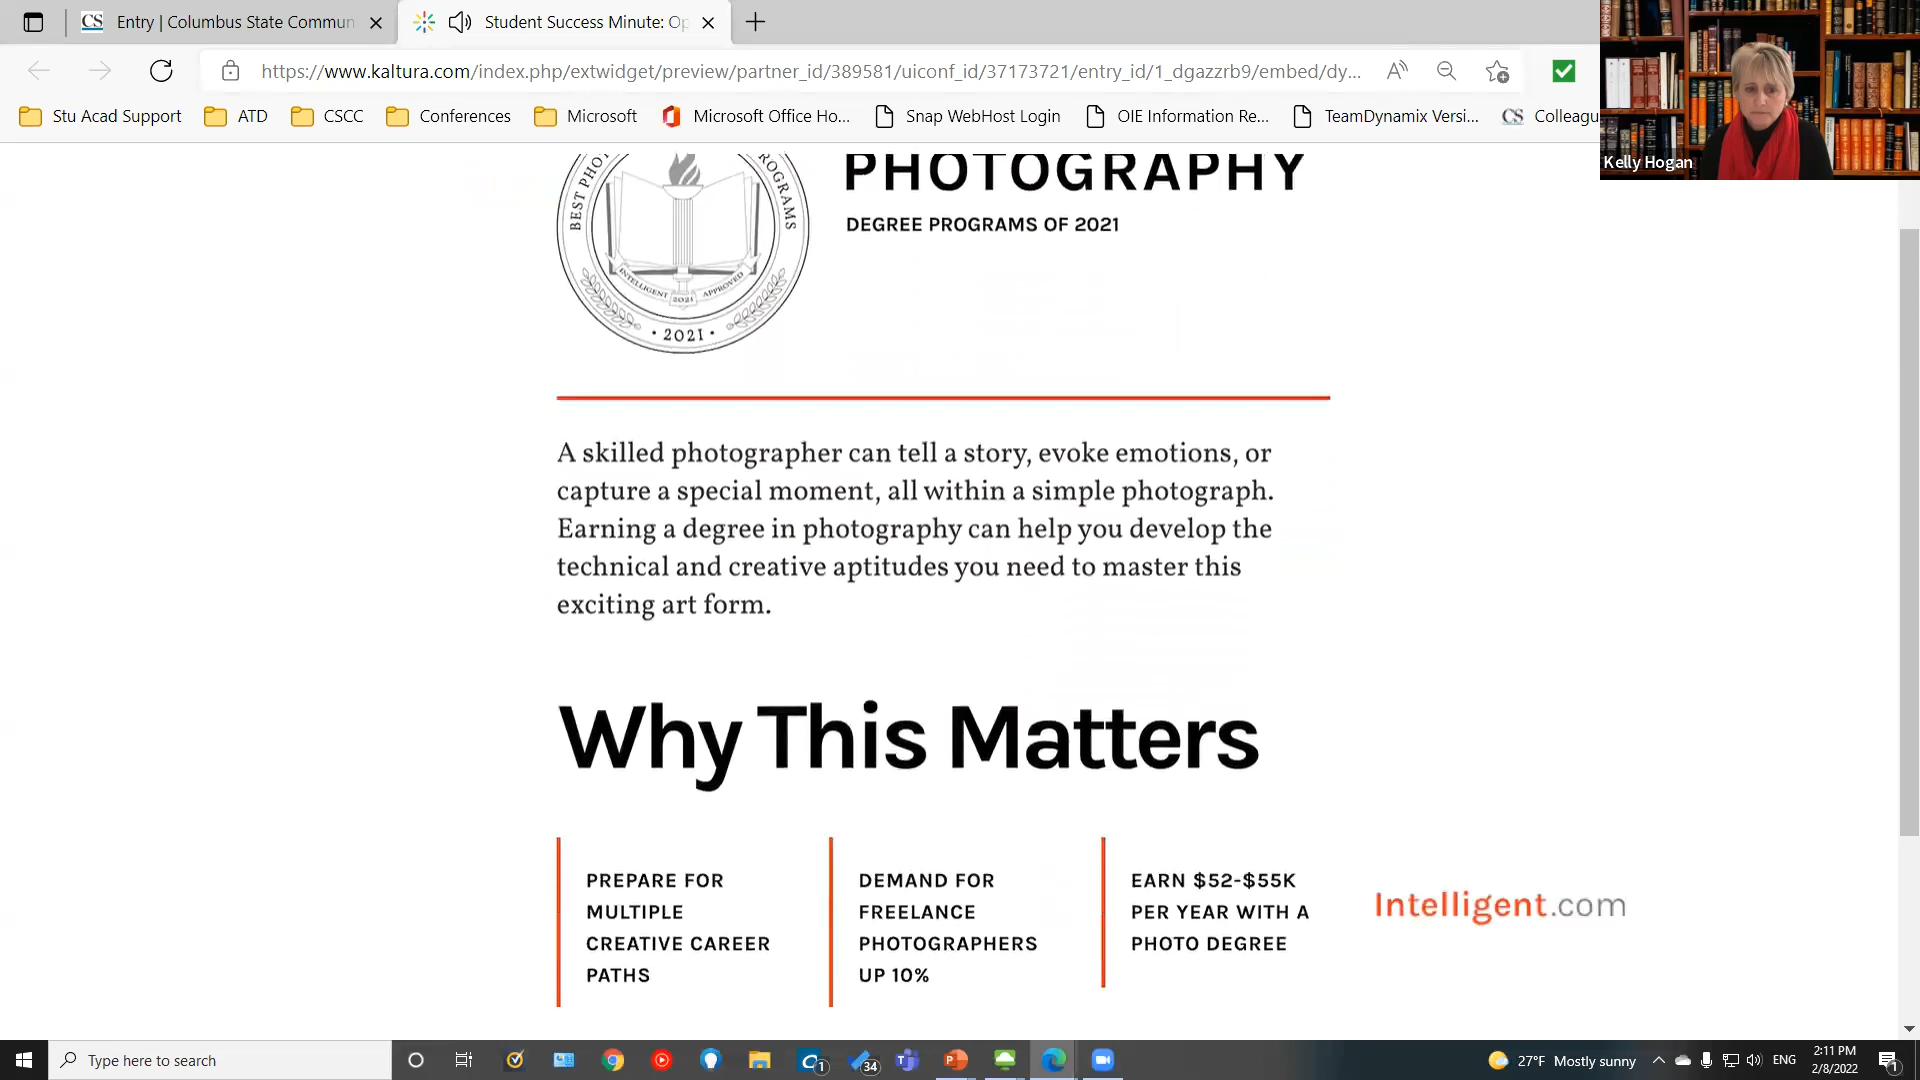 Entry | Columbus State Commun
Student Success Minute: Op
https://www.kaltura.com/index.php/extwidget/preview/partner_id/389581/uiconf_id/37173721/entry_id/1_dgazzrb9/embed/dy...
Stu Acad Support
ATD
CSCC
Conferences
Microsoft
Microsoft Office Ho...
Snap WebHost Login
OIE Information Re...
TeamDynamix Versi...
CS
Colleagu
Kelly Hogan
BEST PHO
ROGRAMS
INTELLIGENT 2021 APPROVED
• 2021 •
PHOTOGRAPHY
DEGREE PROGRAMS OF 2021
A skilled photographer can tell a story, evoke emotions, or
capture a special moment, all within a simple photograph.
Earning a degree in photography can help you develop the
technical and creative aptitudes you need to master this
exciting art form.
Why This Matters
PREPARE FOR
MULTIPLE
CREATIVE CAREER
PATHS
DEMAND FOR
FREELANCE
PHOTOGRAPHERS
UP 10%
EARN $52-$55K
PER YEAR WITH A
PHOTO DEGREE
Intelligent.com
Type here to search
1
34
27°F Mostly sunny
ENG
2:11 PM
2/8/2022
1